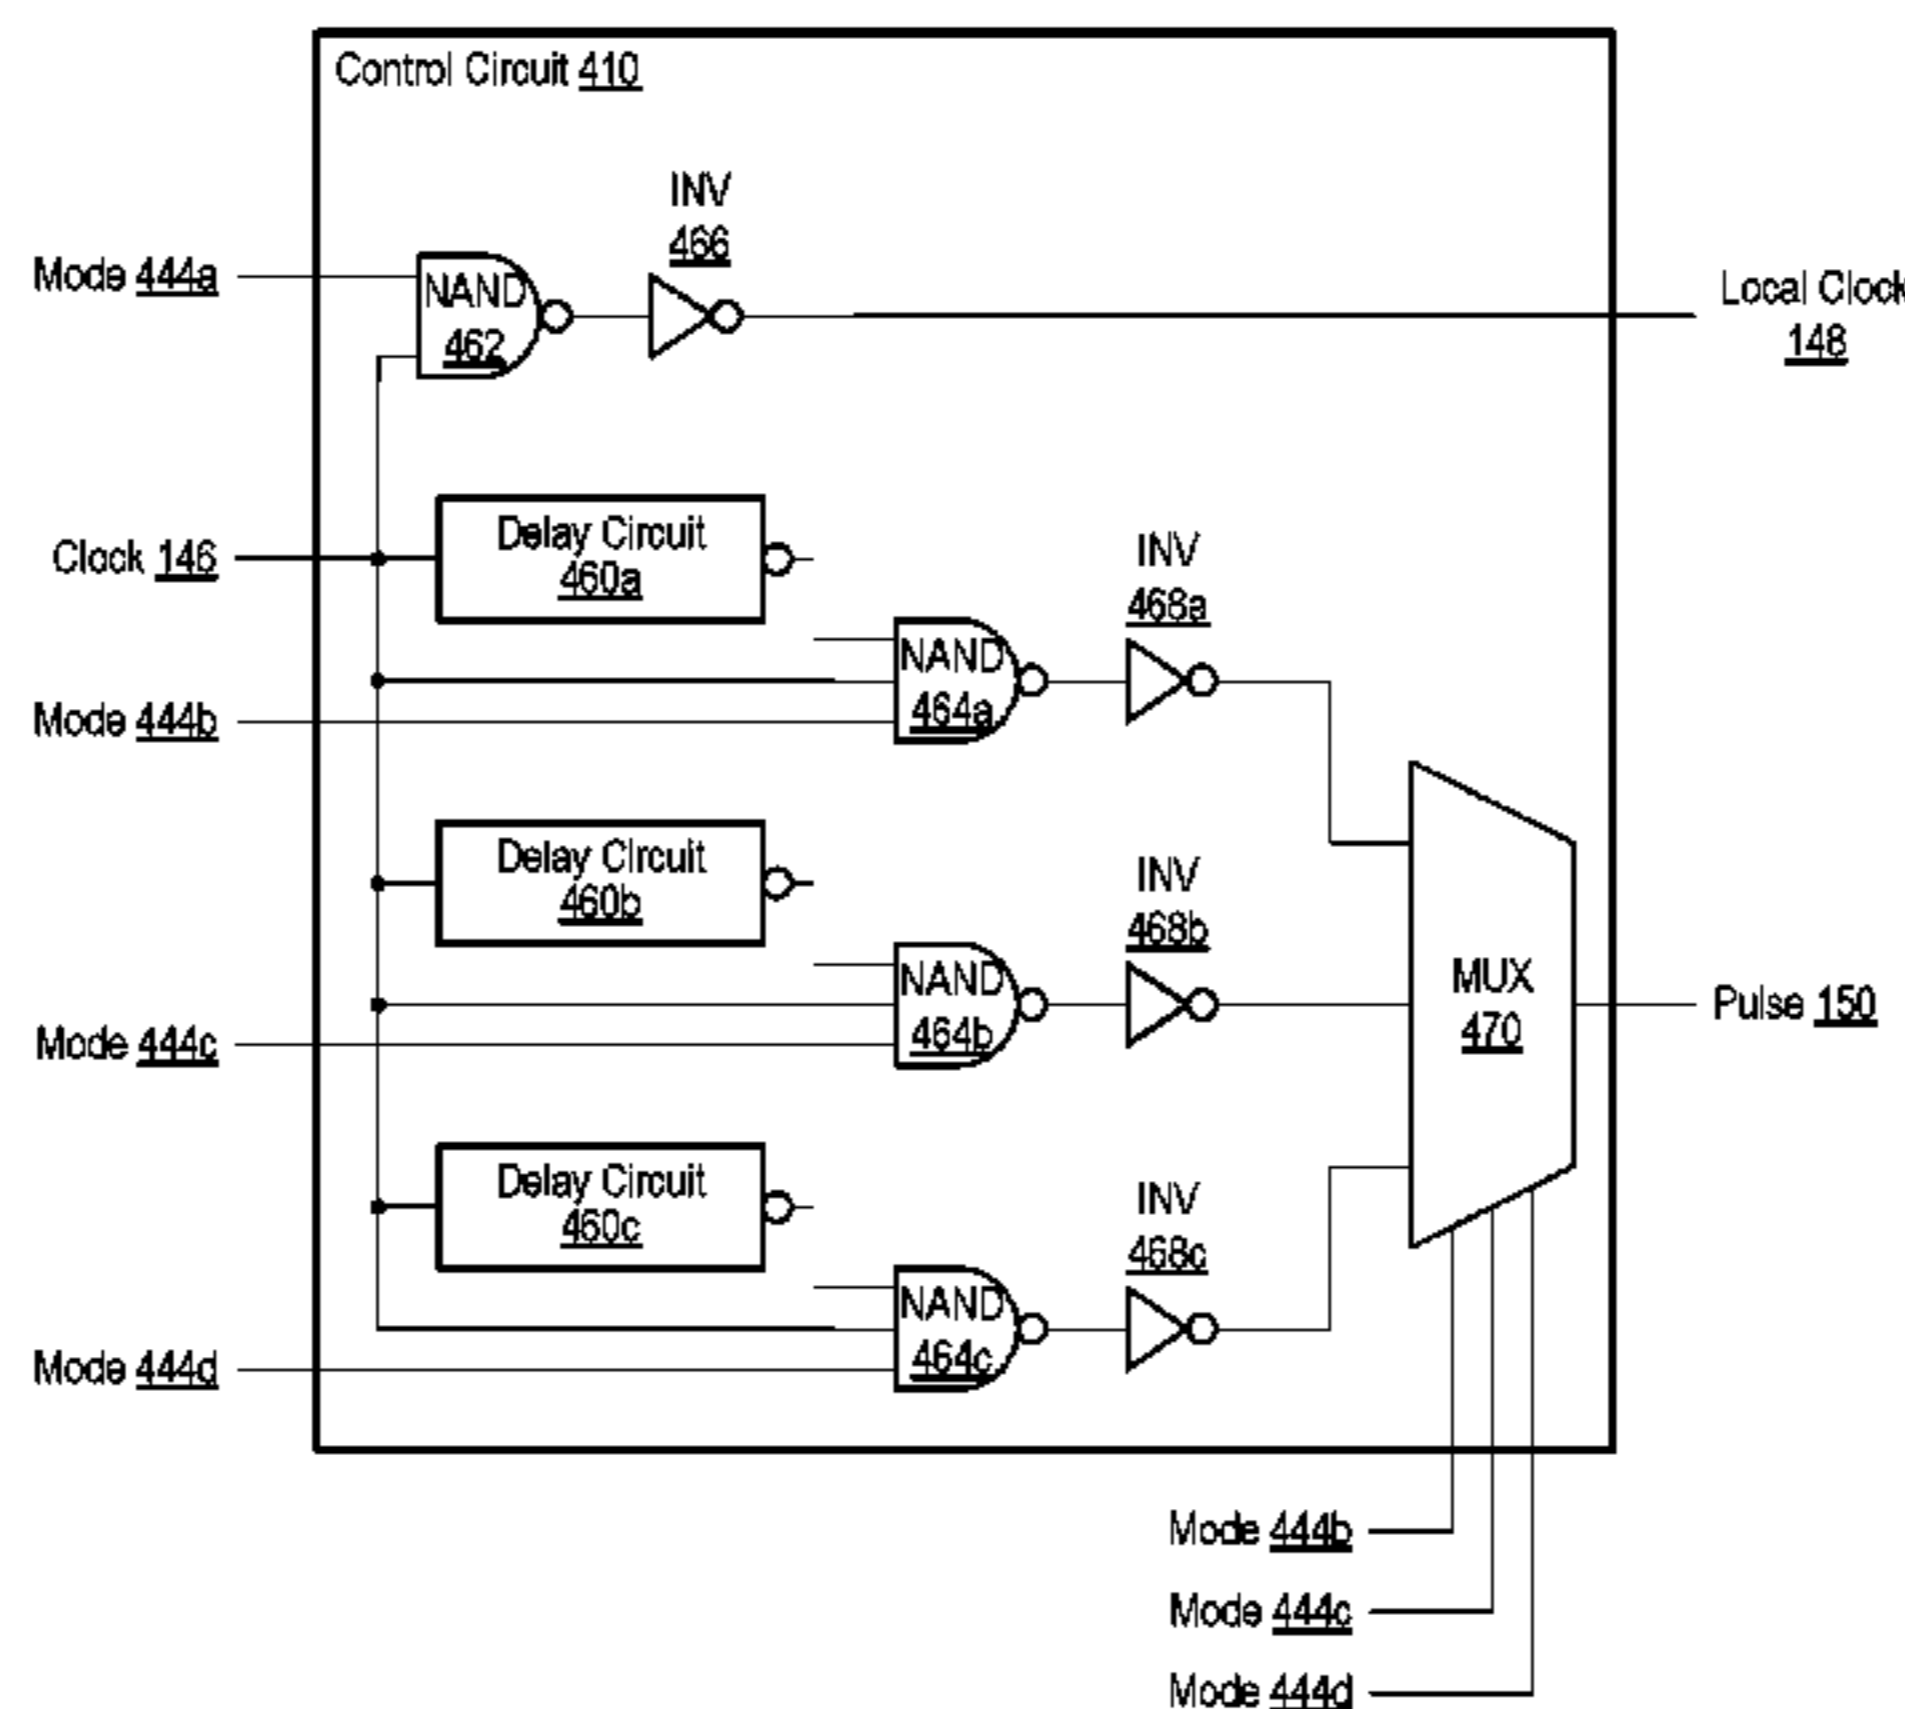 Control Circuit 410
INV
466
Mode 444a
NAND
462
Local Clock
148
Clock 146
Delay Circuit
460a
INV
468a
NAND
464a
Mode 444b
Delay Circuit
460b
INV
468b
NAND
464b
MUX
470
Pulse 150
Mode 444c
Delay Circuit
460c
INV
468c
NAND
464c
Mode 444d
Mode 444b
Mode 444c
Mode 444d